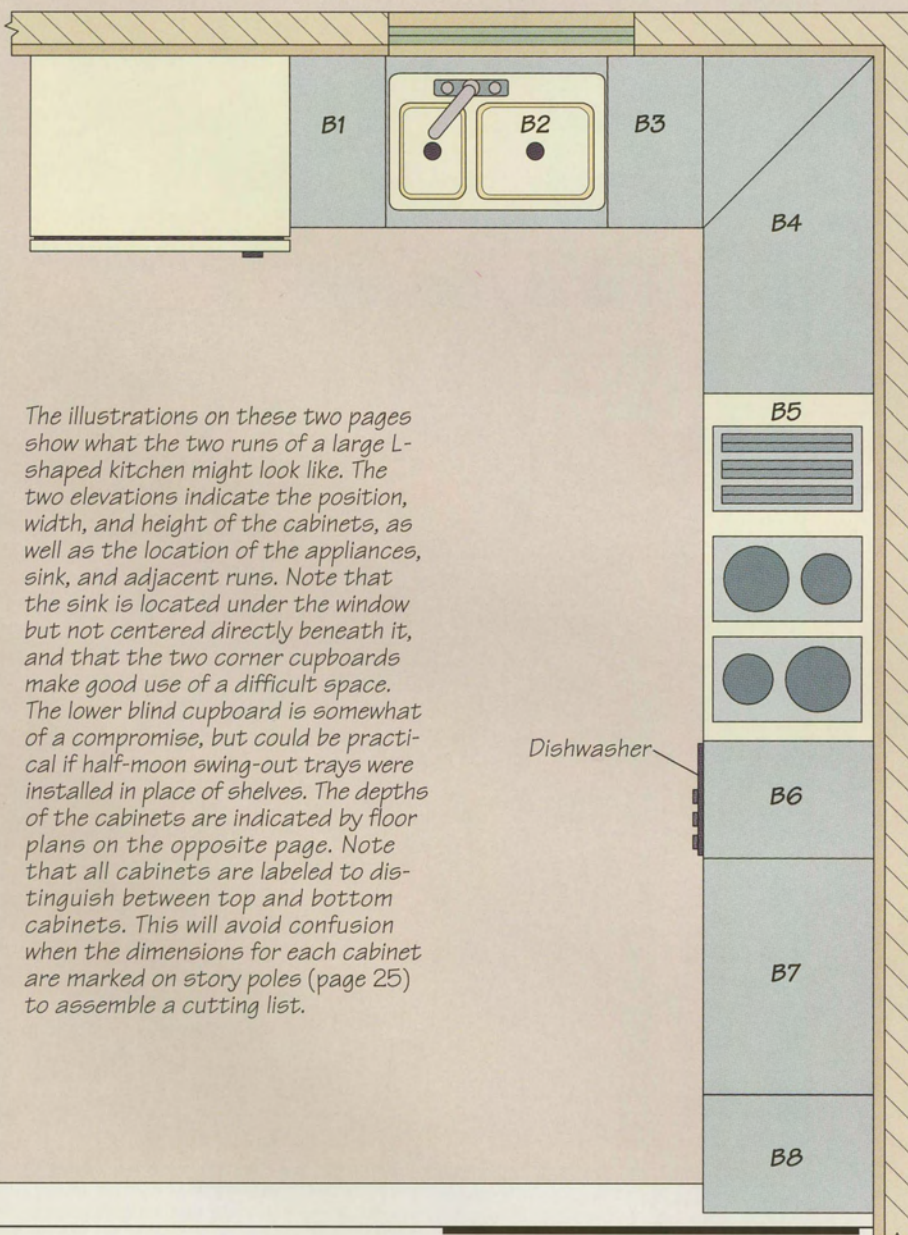 B1
B2
B3
B4
B5
The illustrations on these two pages
show what the two runs of a large L-
shaped kitchen might look like. The
two elevations indicate the position,
width, and height of the cabinets, as
well as the location of the appliances,
sink, and adjacent runs. Note that
the sink is located under the window
but not centered directly beneath it,
and that the two corner cupboards
make good use of a difficult space.
The lower blind cupboard is somewhat
of a compromise, but could be practi-
cal if half-moon swing-out trays were
installed in place of shelves. The depths
of the cabinets are indicated by floor
plans on the opposite page. Note
that all cabinets are labeled to dis-
tinguish between top and bottom
cabinets. This will avoid confusion
when the dimensions for each cabinet
are marked on story poles (page 25)
to assemble a cutting list.
Dishwasher
B6
B7
B8